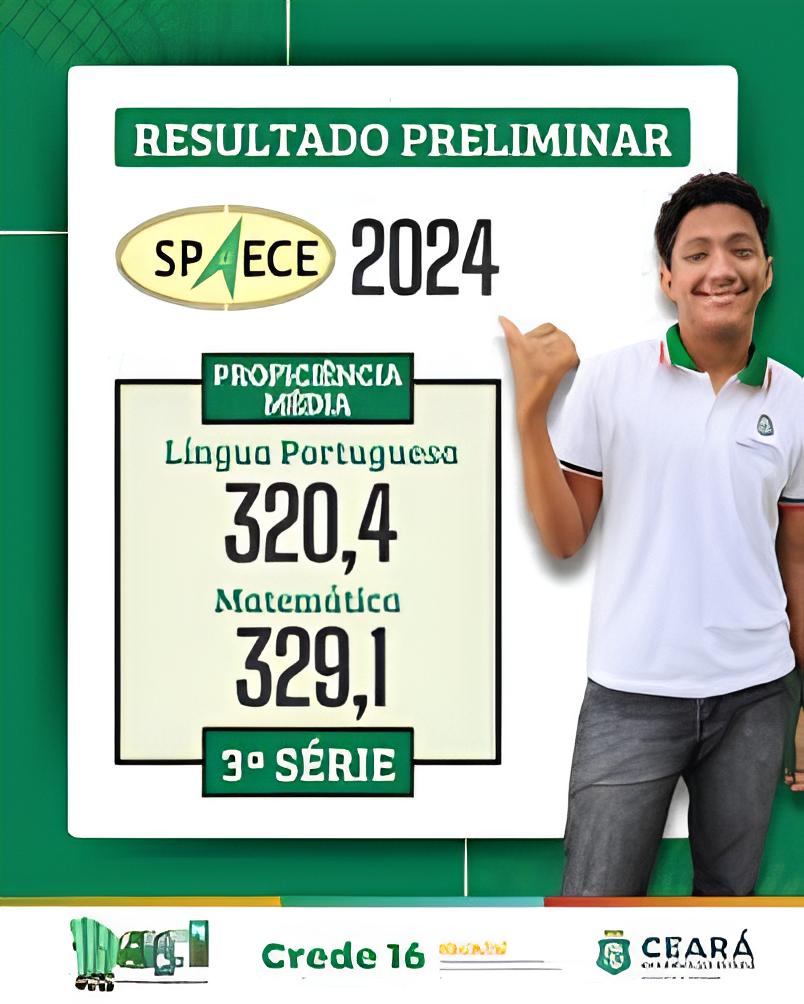 RESULTADO PRELIMINAR
SPAECE 2024
PROFICIÊNCIA
MÉDIA
Língua Portuguesa
320,4
Matemática
329,1
3ª SÉRIE
Crede 16
CEARÁ